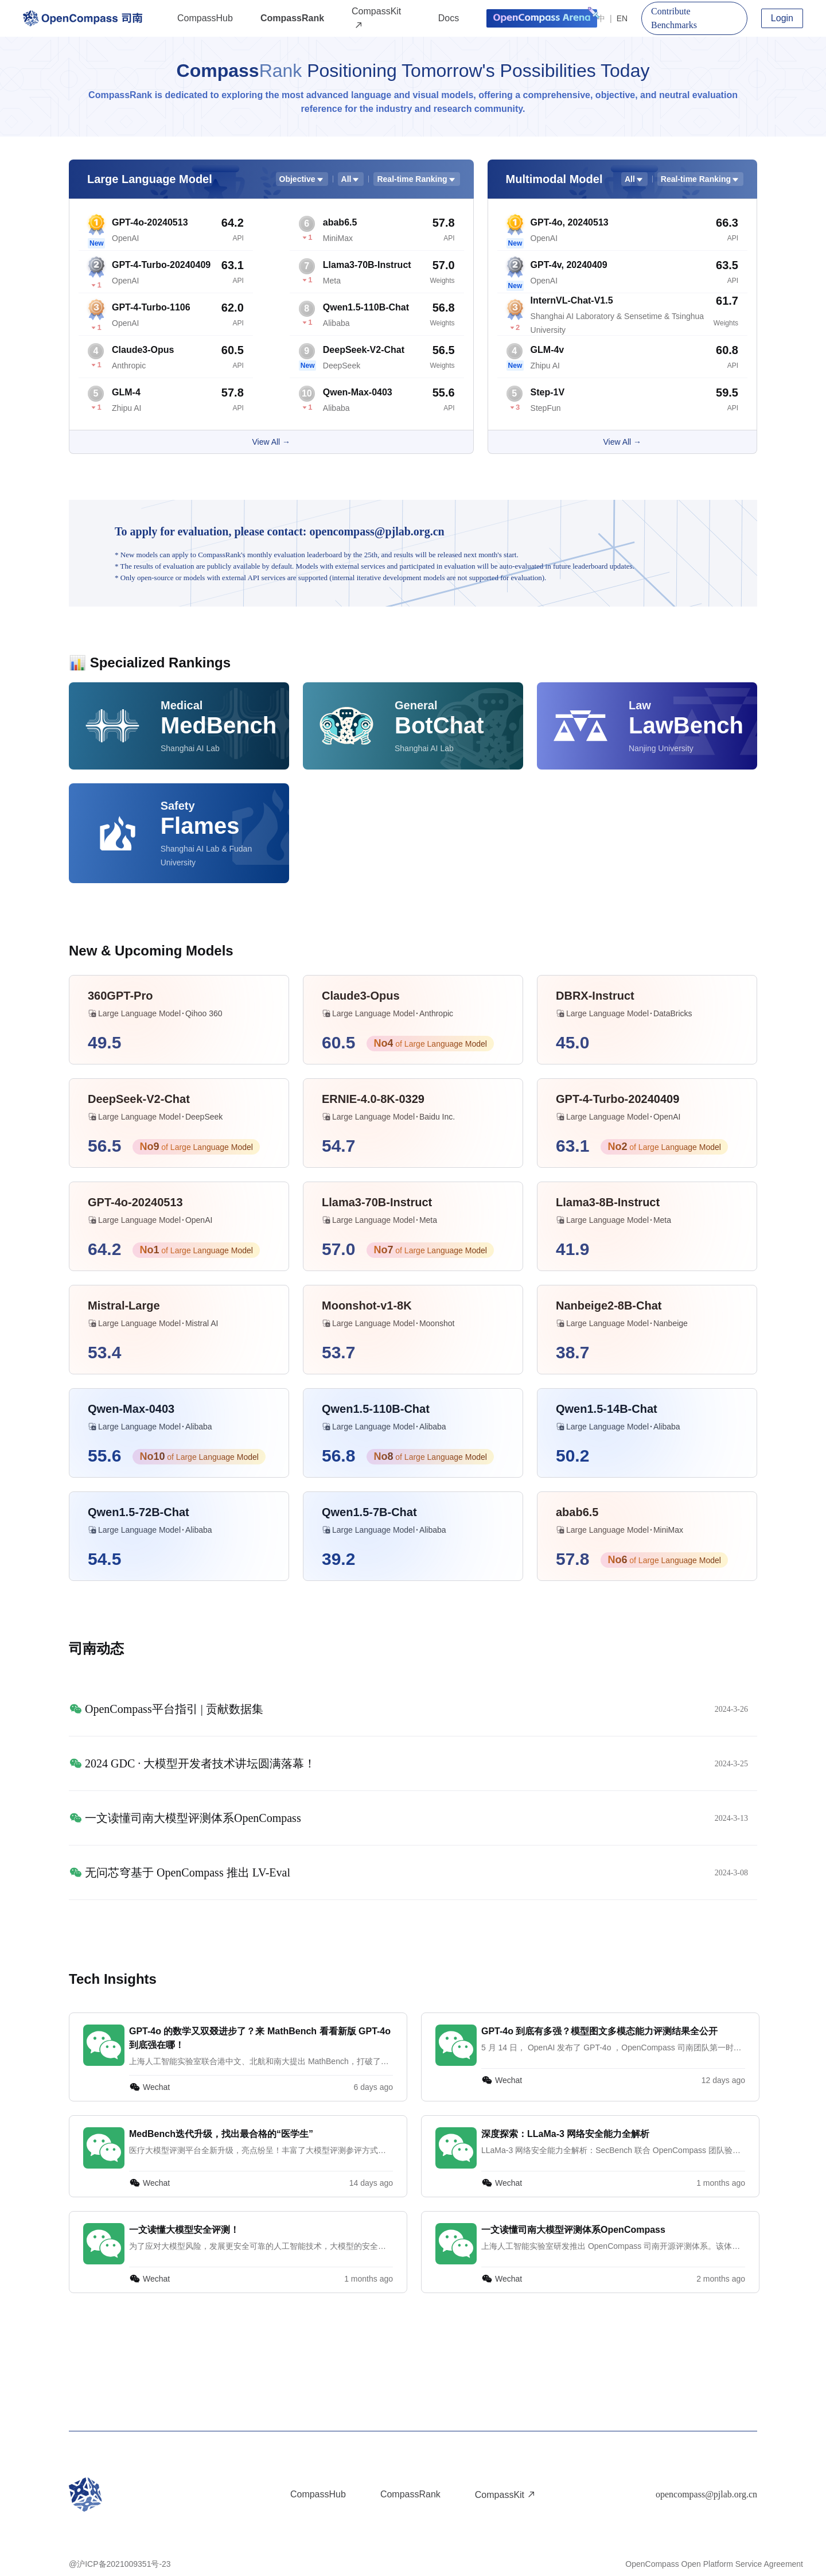 OpenCompass 司南
CompassHub
CompassRank
CompassKit
↗
Docs
OpenCompass Arena
中 | EN
Contribute
Benchmarks
Login
CompassRank Positioning Tomorrow's Possibilities Today
CompassRank is dedicated to exploring the most advanced language and visual models, offering a comprehensive, objective, and neutral evaluation
reference for the industry and research community.
Large Language Model
Objective | All | Real-time Ranking
1 GPT-4o-20240513 64.2
New OpenAI API
2 GPT-4-Turbo-20240409 63.1
1 OpenAI API
3 GPT-4-Turbo-1106 62.0
1 OpenAI API
4 Claude3-Opus 60.5
1 Anthropic API
5 GLM-4 57.8
1 Zhipu AI API
6 abab6.5 57.8
1 MiniMax API
7 Llama3-70B-Instruct 57.0
1 Meta Weights
8 Qwen1.5-110B-Chat 56.8
1 Alibaba Weights
9 DeepSeek-V2-Chat 56.5
New DeepSeek Weights
10 Qwen-Max-0403 55.6
1 Alibaba API
View All →
Multimodal Model
All | Real-time Ranking
1 GPT-4o, 20240513 66.3
New OpenAI API
2 GPT-4v, 20240409 63.5
New OpenAI API
3 InternVL-Chat-V1.5 61.7
2 Shanghai AI Laboratory & Sensetime & Tsinghua Weights
University
4 GLM-4v 60.8
New Zhipu AI API
5 Step-1V 59.5
3 StepFun API
View All →
To apply for evaluation, please contact: opencompass@pjlab.org.cn
* New models can apply to CompassRank's monthly evaluation leaderboard by the 25th, and results will be released next month's start.
* The results of evaluation are publicly available by default. Models with external services and participated in evaluation will be auto-evaluated in future leaderboard updates.
* Only open-source or models with external API services are supported (internal iterative development models are not supported for evaluation).
📊 Specialized Rankings
Medical
MedBench
Shanghai AI Lab
General
BotChat
Shanghai AI Lab
Law
LawBench
Nanjing University
Safety
Flames
Shanghai AI Lab & Fudan
University
New & Upcoming Models
360GPT-Pro
Large Language Model·Qihoo 360
49.5
Claude3-Opus
Large Language Model·Anthropic
60.5 No4 of Large Language Model
DBRX-Instruct
Large Language Model·DataBricks
45.0
DeepSeek-V2-Chat
Large Language Model·DeepSeek
56.5 No9 of Large Language Model
ERNIE-4.0-8K-0329
Large Language Model·Baidu Inc.
54.7
GPT-4-Turbo-20240409
Large Language Model·OpenAI
63.1 No2 of Large Language Model
GPT-4o-20240513
Large Language Model·OpenAI
64.2 No1 of Large Language Model
Llama3-70B-Instruct
Large Language Model·Meta
57.0 No7 of Large Language Model
Llama3-8B-Instruct
Large Language Model·Meta
41.9
Mistral-Large
Large Language Model·Mistral AI
53.4
Moonshot-v1-8K
Large Language Model·Moonshot
53.7
Nanbeige2-8B-Chat
Large Language Model·Nanbeige
38.7
Qwen-Max-0403
Large Language Model·Alibaba
55.6 No10 of Large Language Model
Qwen1.5-110B-Chat
Large Language Model·Alibaba
56.8 No8 of Large Language Model
Qwen1.5-14B-Chat
Large Language Model·Alibaba
50.2
Qwen1.5-72B-Chat
Large Language Model·Alibaba
54.5
Qwen1.5-7B-Chat
Large Language Model·Alibaba
39.2
abab6.5
Large Language Model·MiniMax
57.8 No6 of Large Language Model
司南动态
OpenCompass平台指引 | 贡献数据集 2024-3-26
2024 GDC · 大模型开发者技术讲坛圆满落幕！ 2024-3-25
一文读懂司南大模型评测体系OpenCompass 2024-3-13
无问芯穹基于 OpenCompass 推出 LV-Eval 2024-3-08
Tech Insights
GPT-4o 的数学又双叕进步了？来 MathBench 看看新版 GPT-4o
到底强在哪！
上海人工智能实验室联合港中文、北航和南大提出 MathBench，打破了…
Wechat 6 days ago
GPT-4o 到底有多强？模型图文多模态能力评测结果全公开
5 月 14 日， OpenAI 发布了 GPT-4o ，OpenCompass 司南团队第一时…
Wechat 12 days ago
MedBench迭代升级，找出最合格的“医学生”
医疗大模型评测平台全新升级，亮点纷呈！丰富了大模型评测参评方式…
Wechat 14 days ago
深度探索：LLaMa-3 网络安全能力全解析
LLaMa-3 网络安全能力全解析：SecBench 联合 OpenCompass 团队验…
Wechat 1 months ago
一文读懂大模型安全评测！
为了应对大模型风险，发展更安全可靠的人工智能技术，大模型的安全…
Wechat 1 months ago
一文读懂司南大模型评测体系OpenCompass
上海人工智能实验室研发推出 OpenCompass 司南开源评测体系。该体…
Wechat 2 months ago
CompassHub
CompassRank
CompassKit ↗
opencompass@pjlab.org.cn
@沪ICP备2021009351号-23
OpenCompass Open Platform Service Agreement